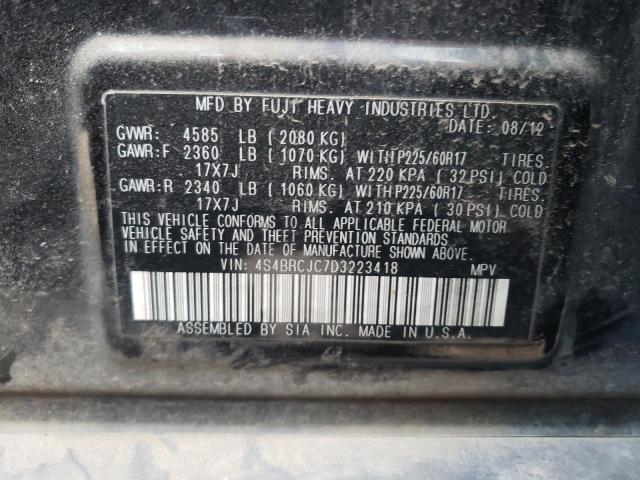 MFD BY FUJI HEAVY INDUSTRIES LTD.
DATE: 08/12
GVWR: 4585 LB (2080 KG)
GAWR:F 2360 LB (1070 KG) WITH P225/60R17 TIRES.
17X7J RIMS. AT 220 KPA (32 PSI) COLD
GAWR:R 2340 LB (1060 KG) WITH P225/60R17 TIRES.
17X7J RIMS. AT 210 KPA (30 PSI) COLD
THIS VEHICLE CONFORMS TO ALL APPLICABLE FEDERAL MOTOR
VEHICLE SAFETY AND THEFT PREVENTION STANDARDS
IN EFFECT ON THE DATE OF MANUFACTURE SHOWN ABOVE.
VIN: 4S4BRCJC7D3223418 MPV
ASSEMBLED BY SIA INC. MADE IN U.S.A.